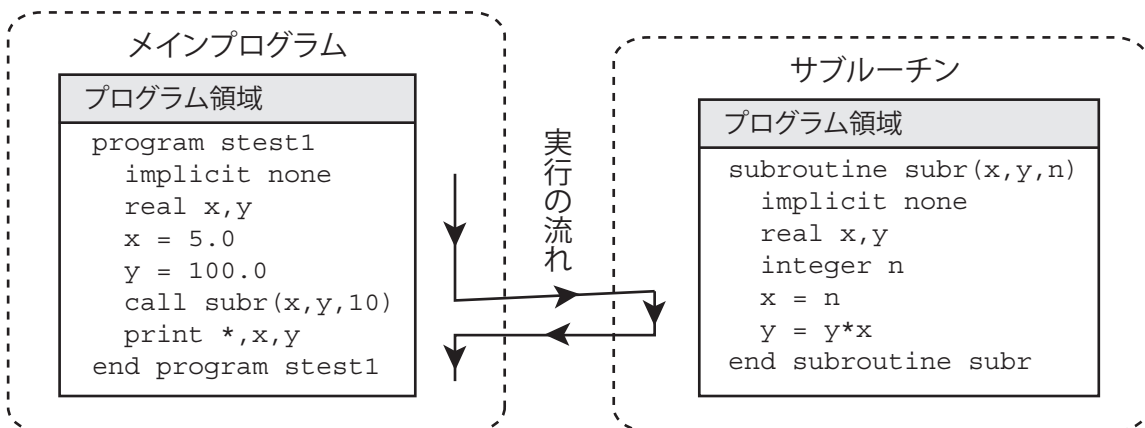 メインプログラム
プログラム領域
program stest1
implicit none
real x,y
x = 5.0
y = 100.0
call subr(x,y,10)
print *,x,y
end program stest1
実行の流れ
サブルーチン
プログラム領域
subroutine subr(x,y,n)
implicit none
real x,y
integer n
x = n
y = y*x
end subroutine subr